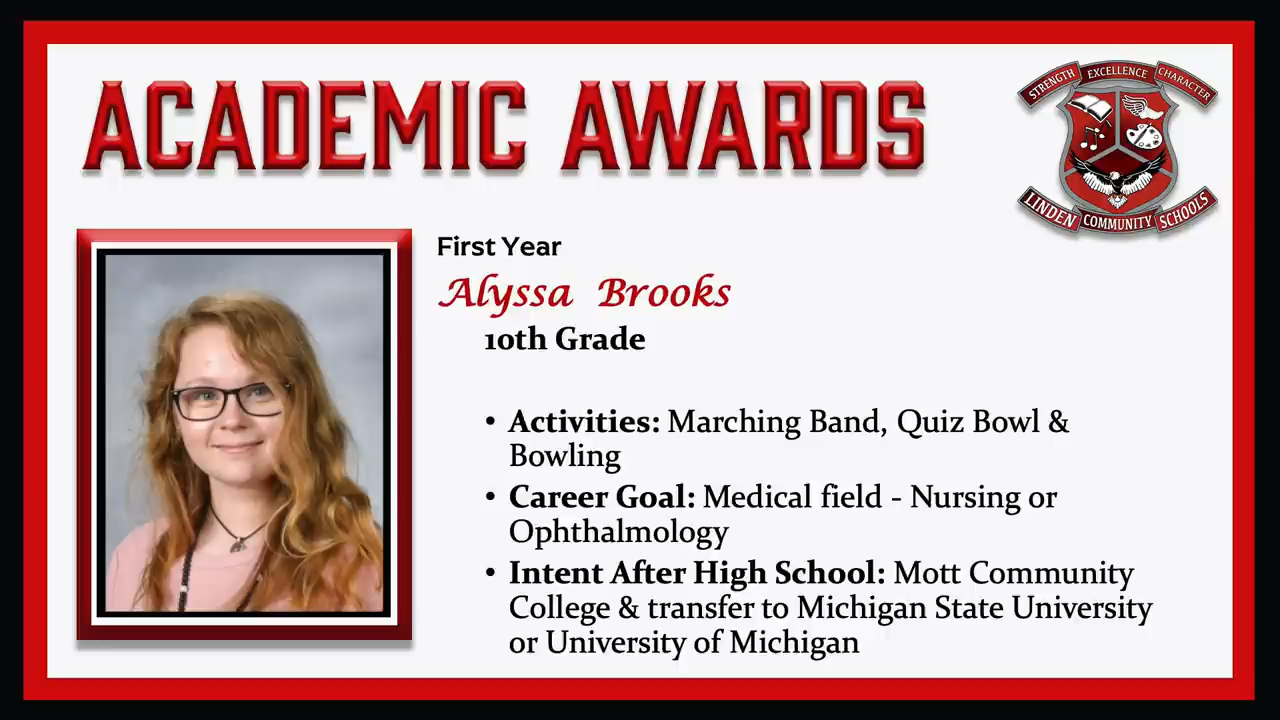 ACADEMIC AWARDS
STRENGTH EXCELLENCE CHARACTER
LINDEN COMMUNITY SCHOOLS
First Year
Alyssa Brooks
10th Grade
• Activities: Marching Band, Quiz Bowl &
Bowling
• Career Goal: Medical field - Nursing or
Ophthalmology
• Intent After High School: Mott Community
College & transfer to Michigan State University
or University of Michigan